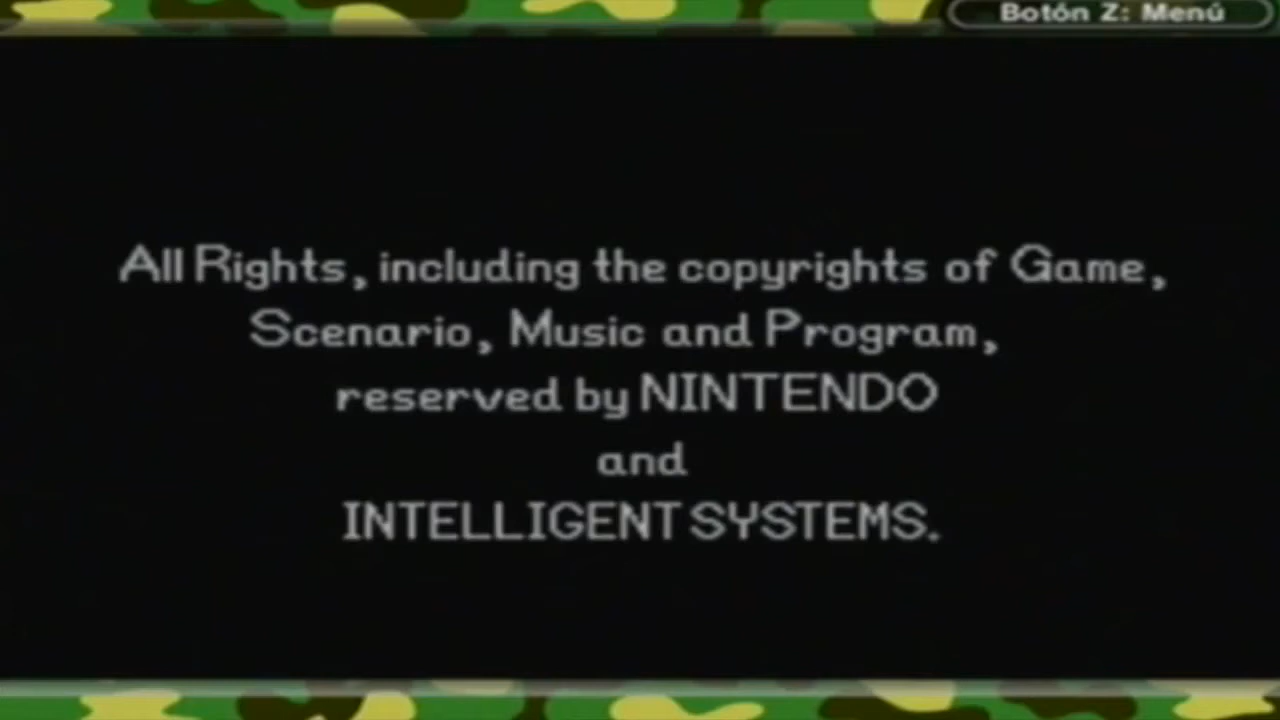 Botón Z: Menú
All Rights, including the copyrights of Game,
Scenario, Music and Program,
reserved by NINTENDO
and
INTELLIGENT SYSTEMS.